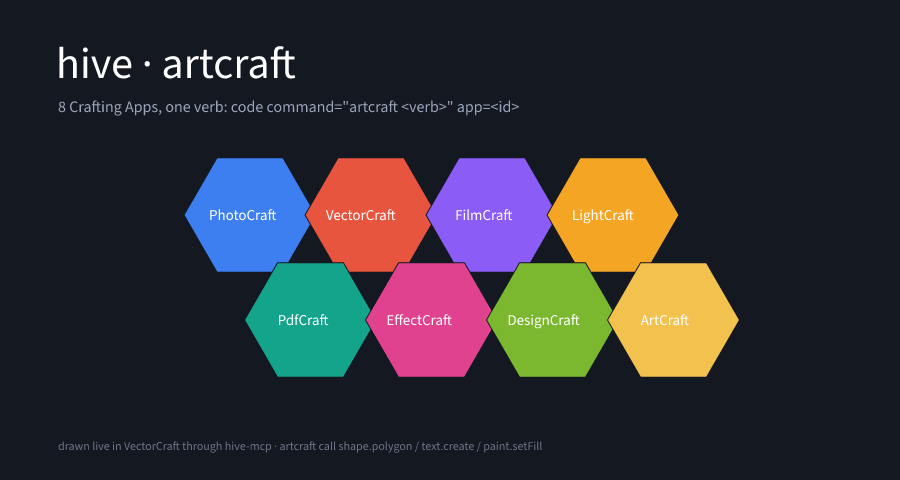 hive · artcraft
8 Crafting Apps, one verb: code command="artcraft <verb>" app=<id>
PhotoCraft
VectorCraft
FilmCraft
LightCraft
PdfCraft
EffectCraft
DesignCraft
ArtCraft
drawn live in VectorCraft through hive-mcp · artcraft call shape.polygon / text.create / paint.setFill